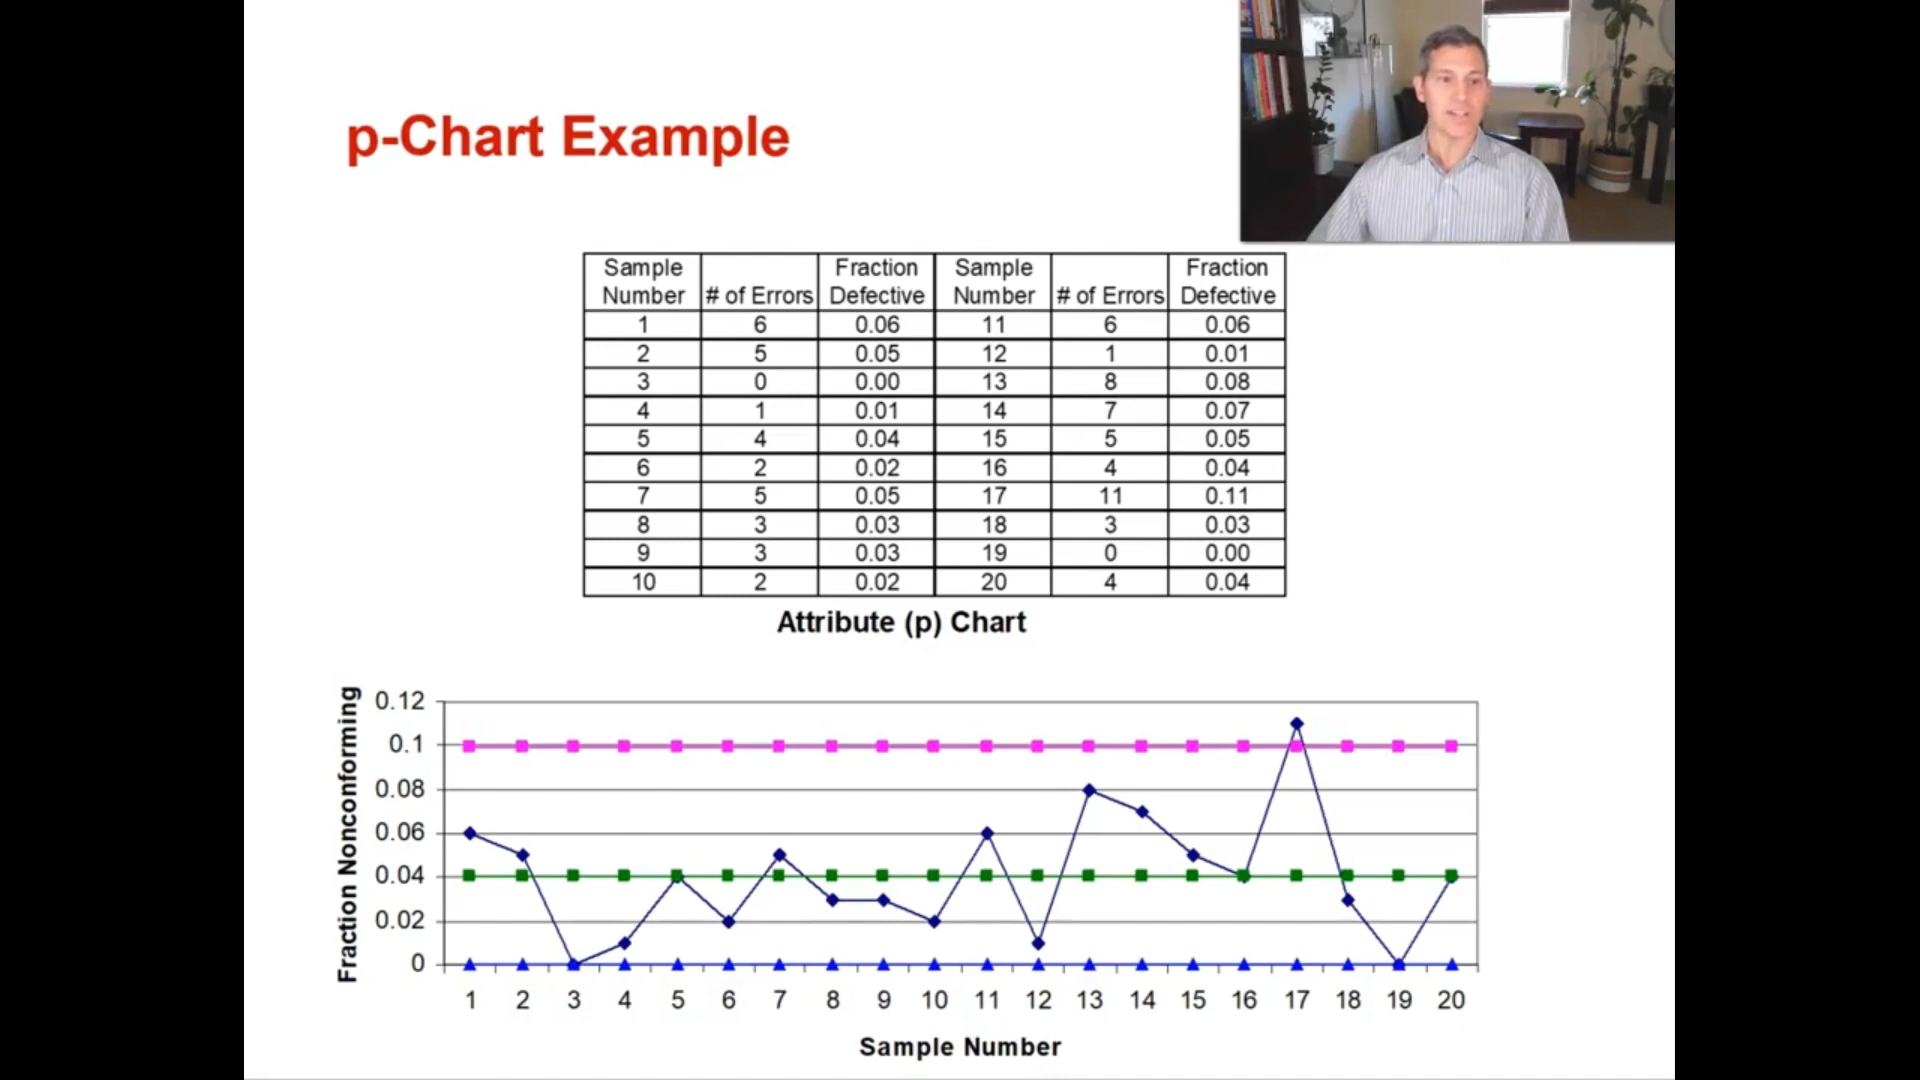 p-Chart Example
Sample Fraction Sample Fraction
Number # of Errors Defective Number # of Errors Defective
1 6 0.06 11 6 0.06
2 5 0.05 12 1 0.01
3 0 0.00 13 8 0.08
4 1 0.01 14 7 0.07
5 4 0.04 15 5 0.05
6 2 0.02 16 4 0.04
7 5 0.05 17 11 0.11
8 3 0.03 18 3 0.03
9 3 0.03 19 0 0.00
10 2 0.02 20 4 0.04
Attribute (p) Chart
Fraction Nonconforming
0.12
0.1
0.08
0.06
0.04
0.02
0
1 2 3 4 5 6 7 8 9 10 11 12 13 14 15 16 17 18 19 20
Sample Number